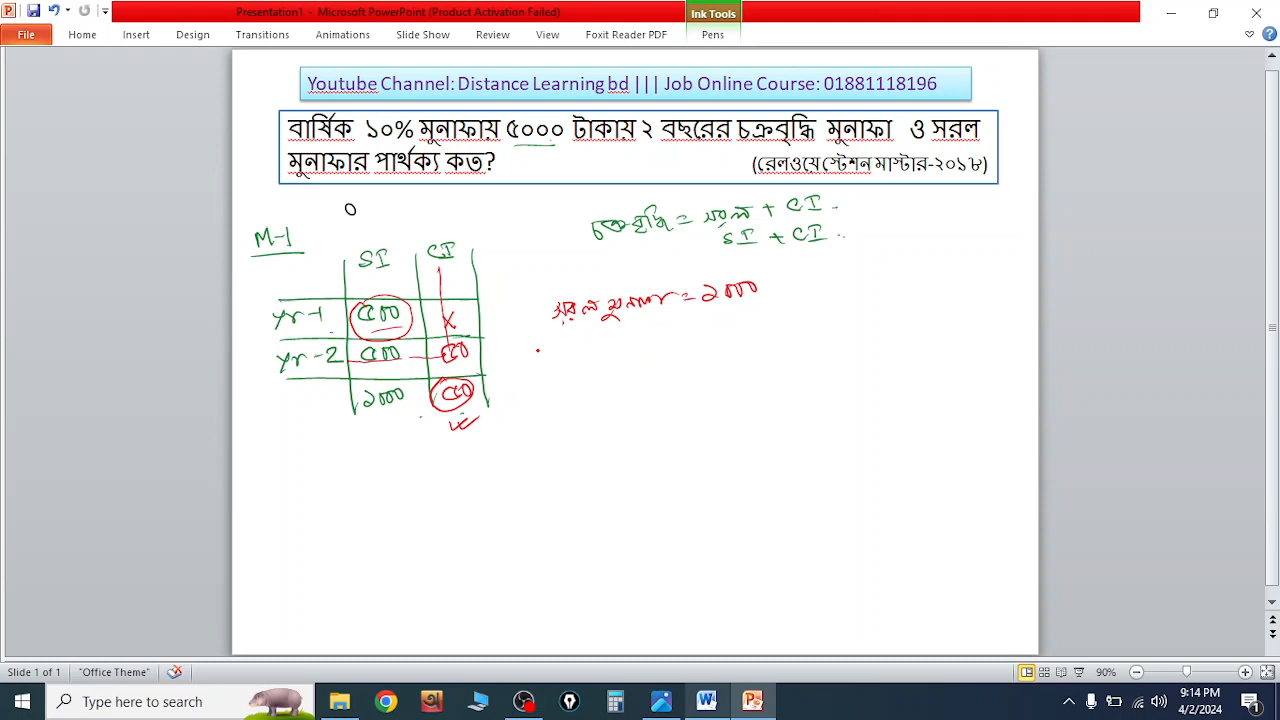 Presentation1 - Microsoft PowerPoint (Product Activation Failed)
Ink Tools
File Home Insert Design Transitions Animations Slide Show Review View Foxit Reader PDF Pens
Youtube Channel: Distance Learning bd ||| Job Online Course: 01881118196
বার্ষিক ১০% মুনাফায় ৫০০০ টাকায় ২ বছরের চক্রবৃদ্ধি মুনাফা ও সরল
মুনাফার পার্থক্য কত?
(রেলওয়ে স্টেশন মাস্টার-২০১৮)
চক্রবৃদ্ধি = সরল + CI
SI + CI
M-1
SI CI
yr-1 ৫০০ X
yr-2 ৫০০ ৫০
১০০০ ৫০
সরল মুনাফা = ১০০০
Slide 1 of 1 "Office Theme" 90%
Type here to search
9:14 PM
4/2/2024